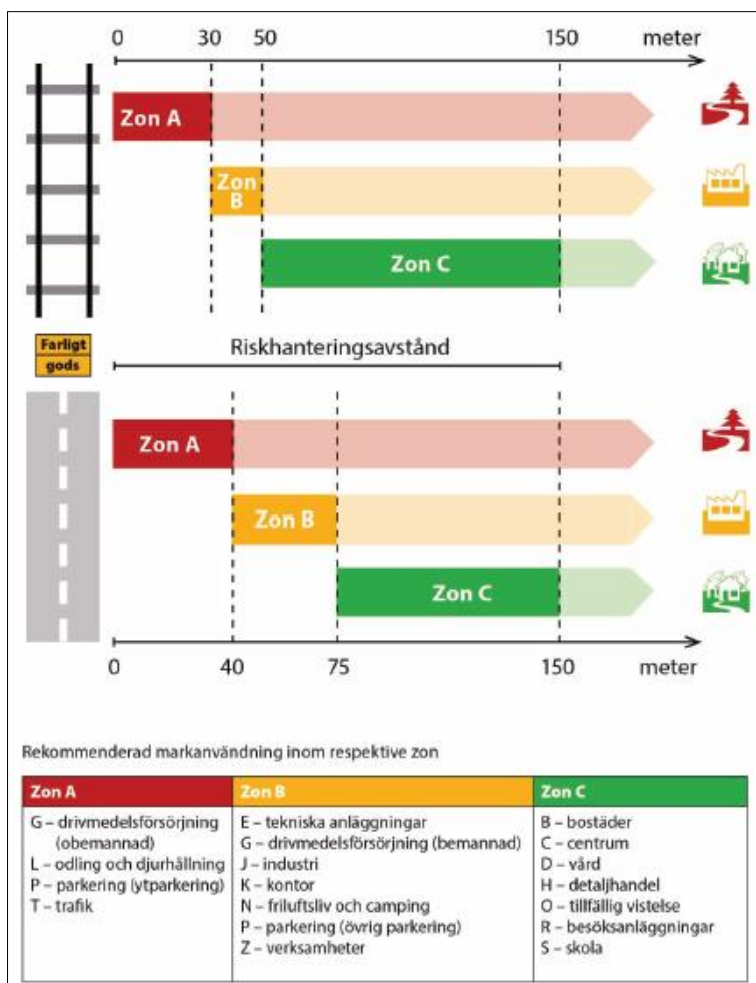 0 30 50 150 meter
Zon A
Zon
B
Zon C
Farligt
gods
Riskhanteringsavstånd
Zon A
Zon B
Zon C
0 40 75 150 meter
Rekommenderad markanvändning inom respektive zon
Zon A
G – drivmedelsförsörjning
(obemannad)
L – odling och djurhållning
P – parkering (ytparkering)
T – trafik
Zon B
E – tekniska anläggningar
G – drivmedelsförsörjning (bemannad)
J – industri
K – kontor
N – friluftsliv och camping
P – parkering (övrig parkering)
Z – verksamheter
Zon C
B – bostäder
C – centrum
D – vård
H – detaljhandel
O – tillfällig vistelse
R – besöksanläggningar
S – skola